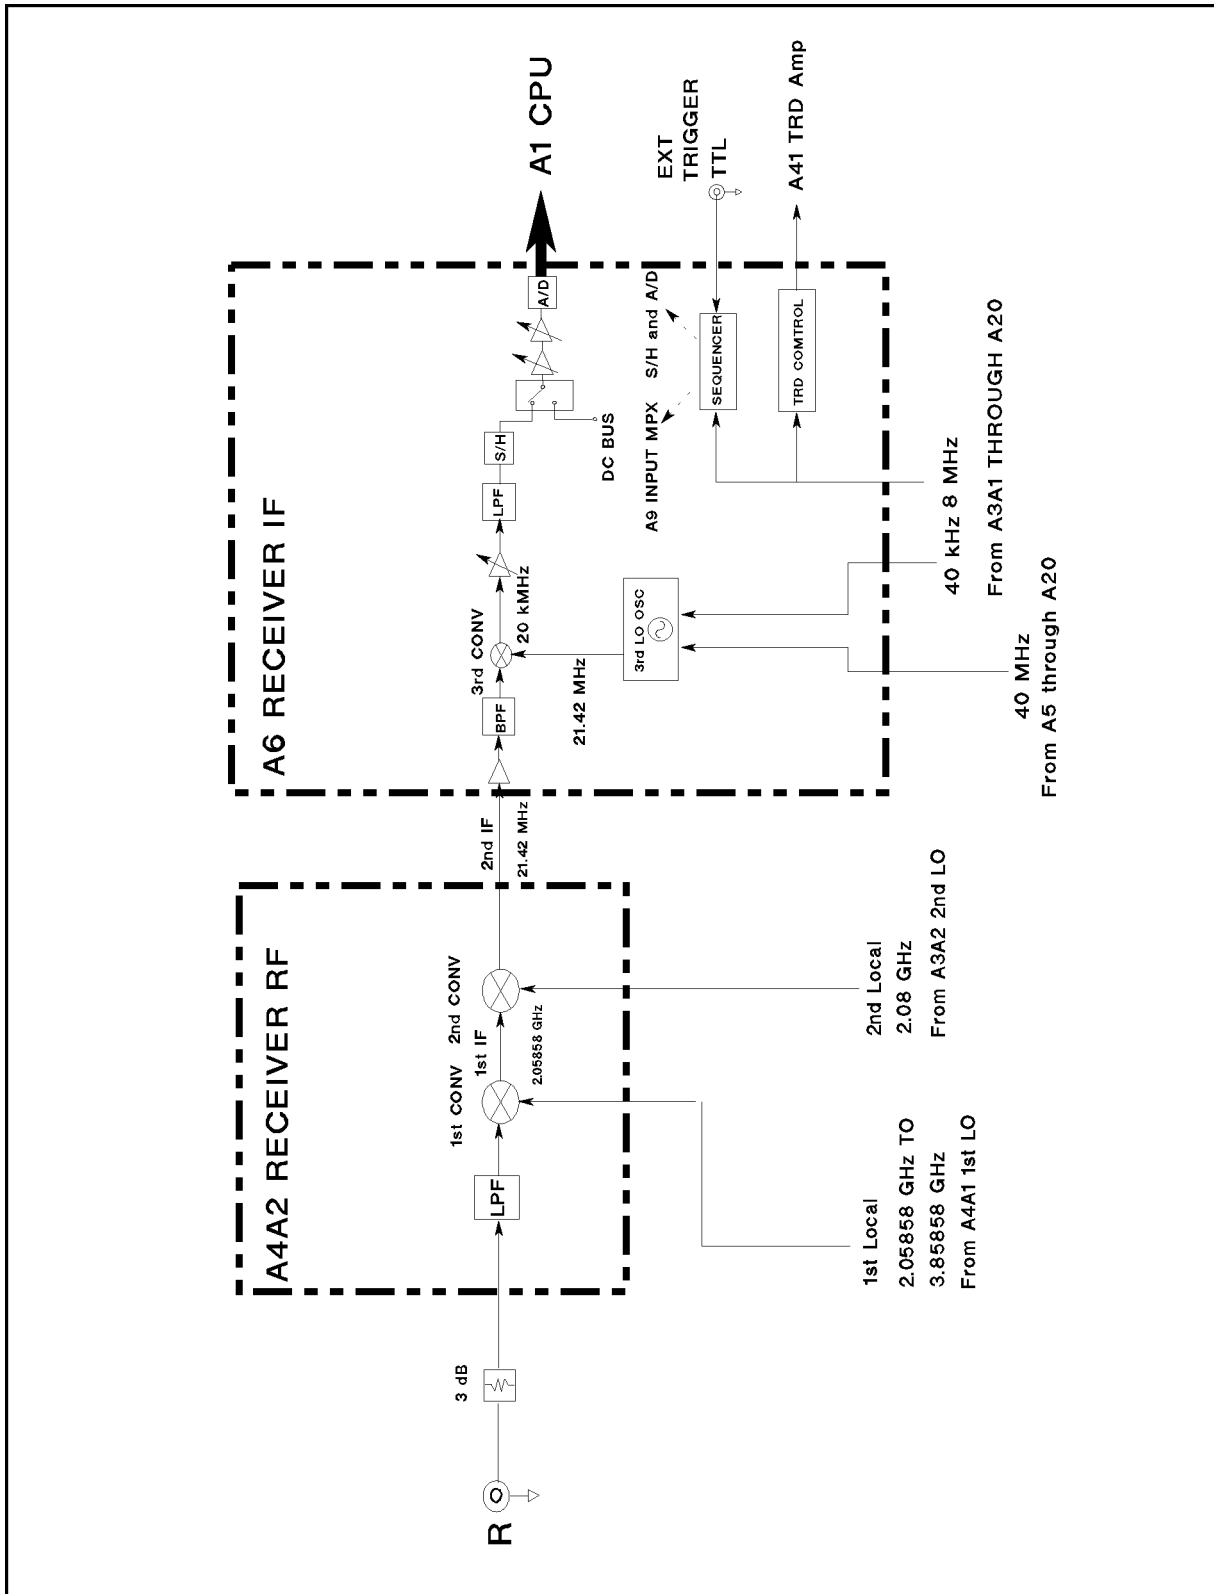 A4A2 RECEIVER RF
A6 RECEIVER IF
R
3 dB
LPF
1st CONV
1st IF
2.05858 GHz
2nd CONV
2nd IF
21.42 MHz
BPF
3rd CONV
20 kMHz
LPF
S/H
A/D
A1 CPU
DC BUS
21.42 MHz
3rd LO OSC
A9 INPUT MPX
S/H and A/D
SEQUENCER
EXT
TRIGGER
TTL
TRD COMTROL
A41 TRD Amp
1st Local
2.05858 GHz TO
3.85858 GHz
From A4A1 1st LO
2nd Local
2.08 GHz
From A3A2 2nd LO
40 MHz
From A5 through A20
40 kHz 8 MHz
From A3A1 THROUGH A20